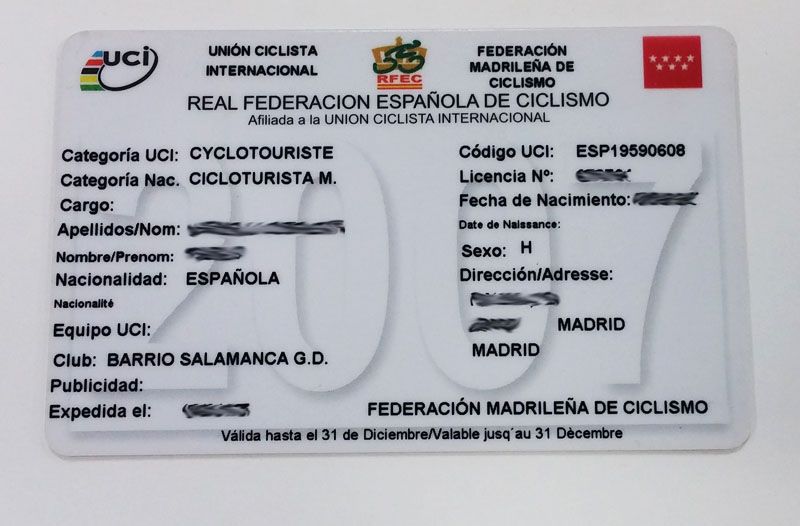 UCi
UNIÓN CICLISTA
INTERNACIONAL
RFEC
FEDERACIÓN
MADRILEÑA DE
CICLISMO
REAL FEDERACION ESPAÑOLA DE CICLISMO
Afiliada a la UNION CICLISTA INTERNACIONAL
2007
Categoría UCI: CYCLOTOURISTE
Categoría Nac. CICLOTURISTA M.
Cargo:
Apellidos/Nom:
Nombre/Prenom:
Nacionalidad: ESPAÑOLA
Nacionalité
Equipo UCI:
Club: BARRIO SALAMANCA G.D.
Publicidad:
Expedida el:
Código UCI: ESP19590608
Licencia Nº:
Fecha de Nacimiento:
Date de Naissance:
Sexo: H
Dirección/Adresse:
MADRID
MADRID
FEDERACIÓN MADRILEÑA DE CICLISMO
Válida hasta el 31 de Diciembre/Valable jusq´au 31 Dècembre